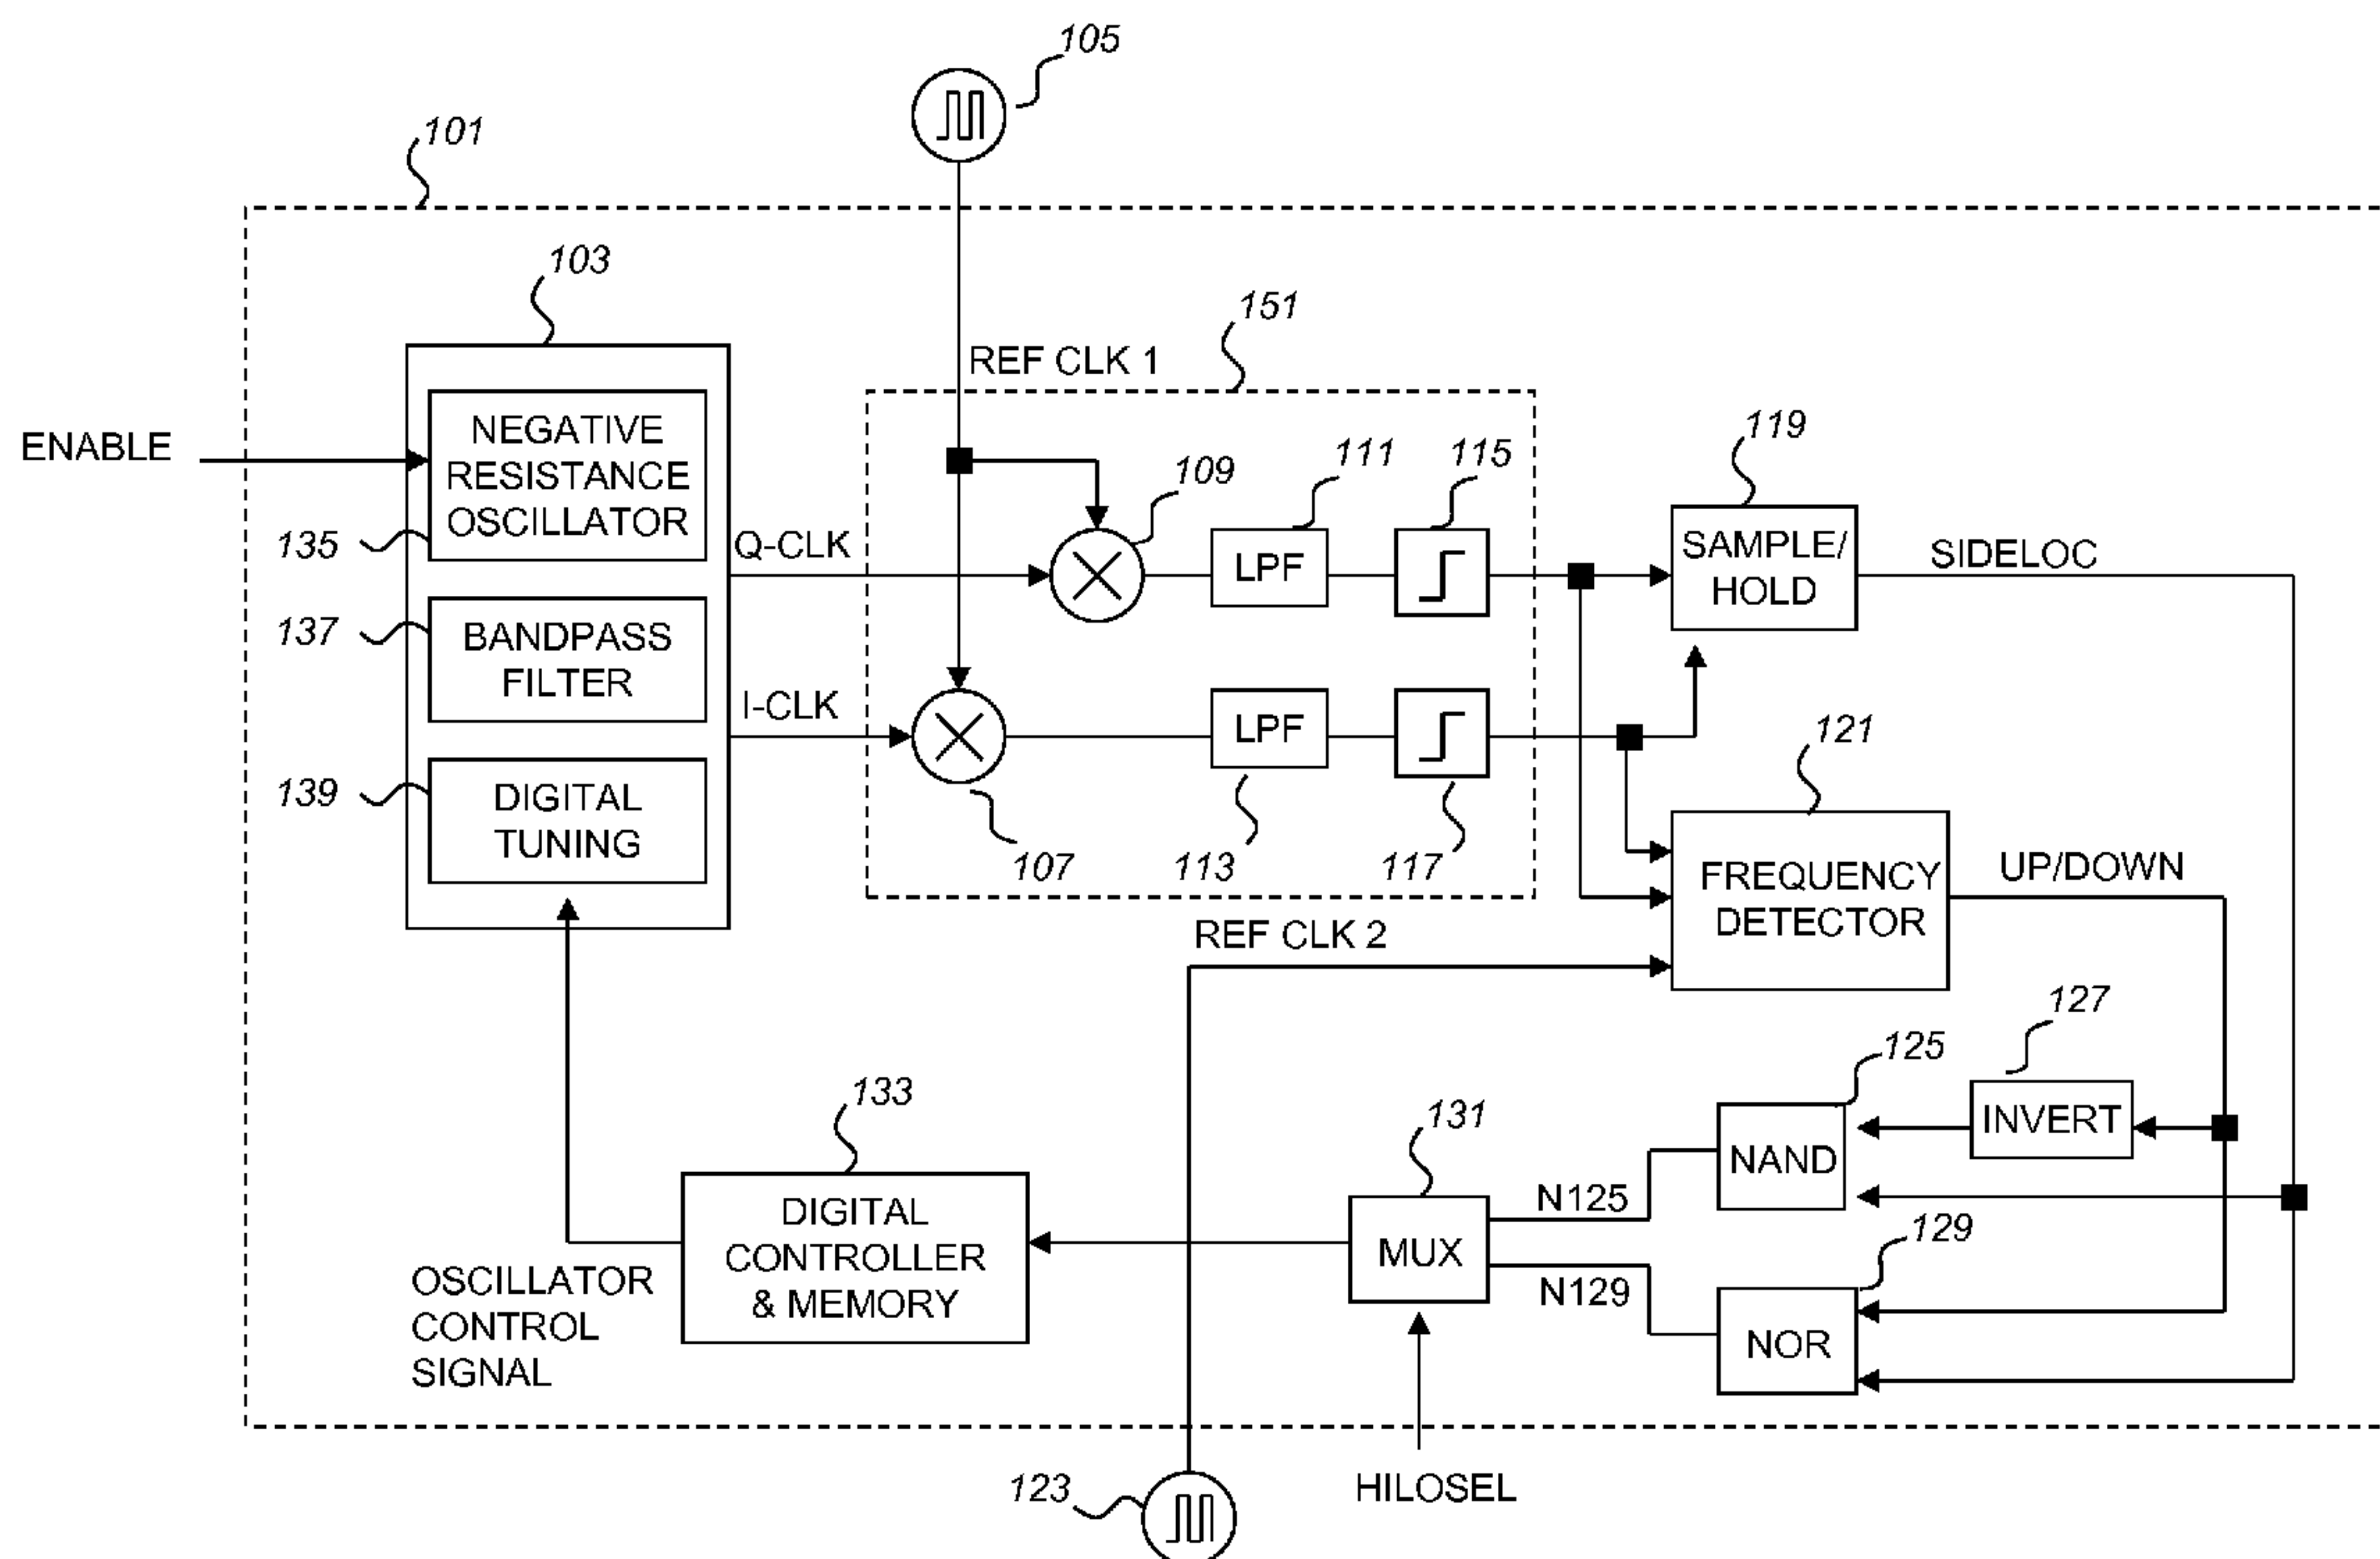 105
101
103
151
REF CLK 1
ENABLE
NEGATIVE
RESISTANCE
OSCILLATOR
135
109
111
115
119
Q-CLK
LPF
SAMPLE/
HOLD
SIDELOC
137
BANDPASS
FILTER
I-CLK
LPF
121
139
DIGITAL
TUNING
107
113
117
FREQUENCY
DETECTOR
UP/DOWN
REF CLK 2
127
125
INVERT
NAND
133
131
N125
129
DIGITAL
CONTROLLER
& MEMORY
MUX
N129
NOR
OSCILLATOR
CONTROL
SIGNAL
123
HILOSEL